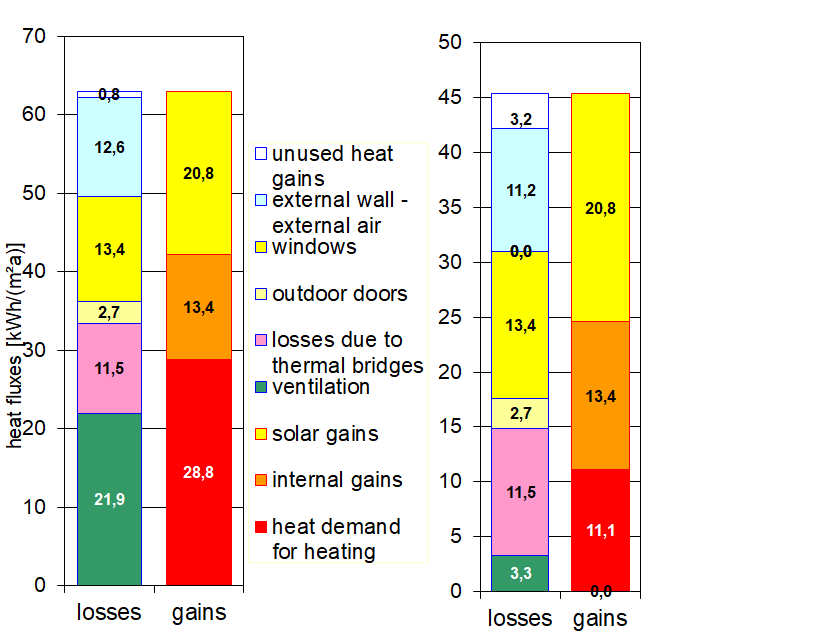 70
60
50
40
30
20
10
0
heat fluxes [kWh/(m²a)]
0,8
12,6
13,4
2,7
11,5
21,9
20,8
13,4
28,8
losses
gains
unused heat
gains
external wall -
external air
windows
outdoor doors
losses due to
thermal bridges
ventilation
solar gains
internal gains
heat demand
for heating
50
45
40
35
30
25
20
15
10
5
0
3,2
11,2
0,0
13,4
2,7
11,5
3,3
20,8
13,4
11,1
0,0
losses
gains